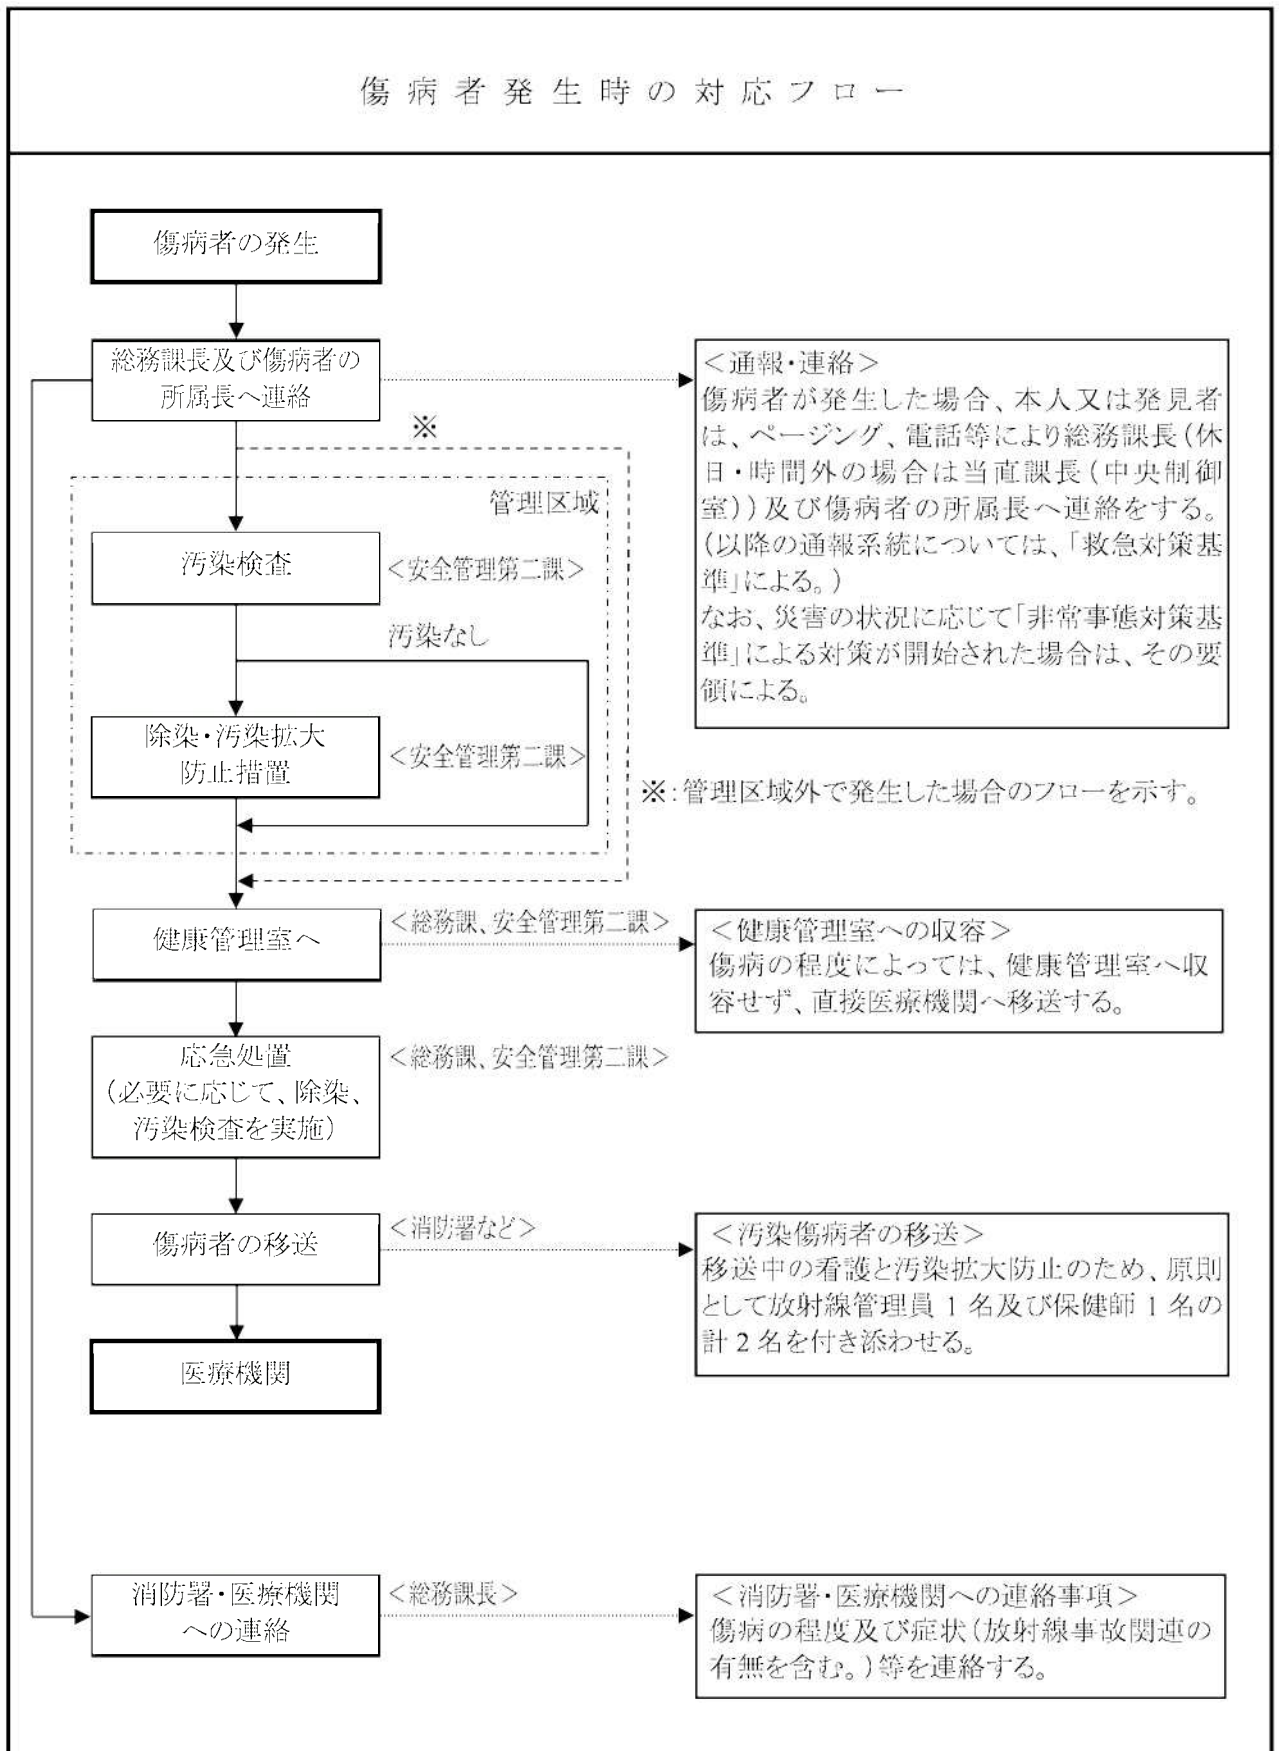 傷病者発生時の対応フロー
傷病者の発生
総務課長及び傷病者の
所属長へ連絡
＜通報・連絡＞
傷病者が発生した場合、本人又は発見者
は、ページング、電話等により総務課長（休
日・時間外の場合は当直課長（中央制御
室））及び傷病者の所属長へ連絡をする。
（以降の通報系統については、「救急対策基
準」による。）
なお、災害の状況に応じて「非常事態対策基
準」による対策が開始された場合は、その要
領による。
※
管理区域
汚染検査
＜安全管理第二課＞
汚染なし
除染・汚染拡大
防止措置
＜安全管理第二課＞
※：管理区域外で発生した場合のフローを示す。
健康管理室へ
＜総務課、安全管理第二課＞
＜健康管理室への収容＞
傷病の程度によっては、健康管理室へ収
容せず、直接医療機関へ移送する。
応急処置
（必要に応じて、除染、
汚染検査を実施）
＜総務課、安全管理第二課＞
傷病者の移送
＜消防署など＞
＜汚染傷病者の移送＞
移送中の看護と汚染拡大防止のため、原則
として放射線管理員 1 名及び保健師 1 名の
計 2 名を付き添わせる。
医療機関
消防署・医療機関
への連絡
＜総務課長＞
＜消防署・医療機関への連絡事項＞
傷病の程度及び症状（放射線事故関連の
有無を含む。）等を連絡する。